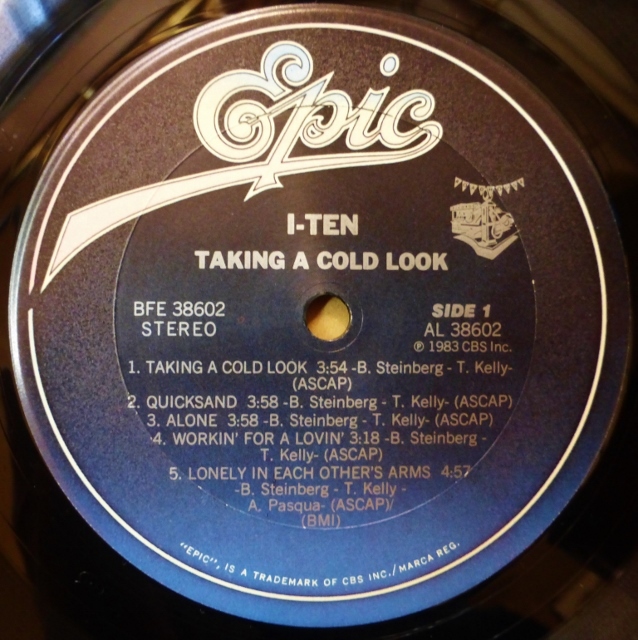 Epic
I-TEN
TAKING A COLD LOOK
BFE 38602
STEREO
SIDE 1
AL 38602
℗ 1983 CBS Inc.
1. TAKING A COLD LOOK 3:54 -B. Steinberg - T. Kelly-
(ASCAP)
2. QUICKSAND 3:58 -B. Steinberg - T. Kelly- (ASCAP)
3. ALONE 3:58 -B. Steinberg - T. Kelly- (ASCAP)
4. WORKIN' FOR A LOVIN' 3:18 -B. Steinberg -
T. Kelly- (ASCAP)
5. LONELY IN EACH OTHER'S ARMS 4:57
-B. Steinberg - T. Kelly -
A. Pasqua- (ASCAP)/
(BMI)
"EPIC", IS A TRADEMARK OF CBS INC./MARCA REG.